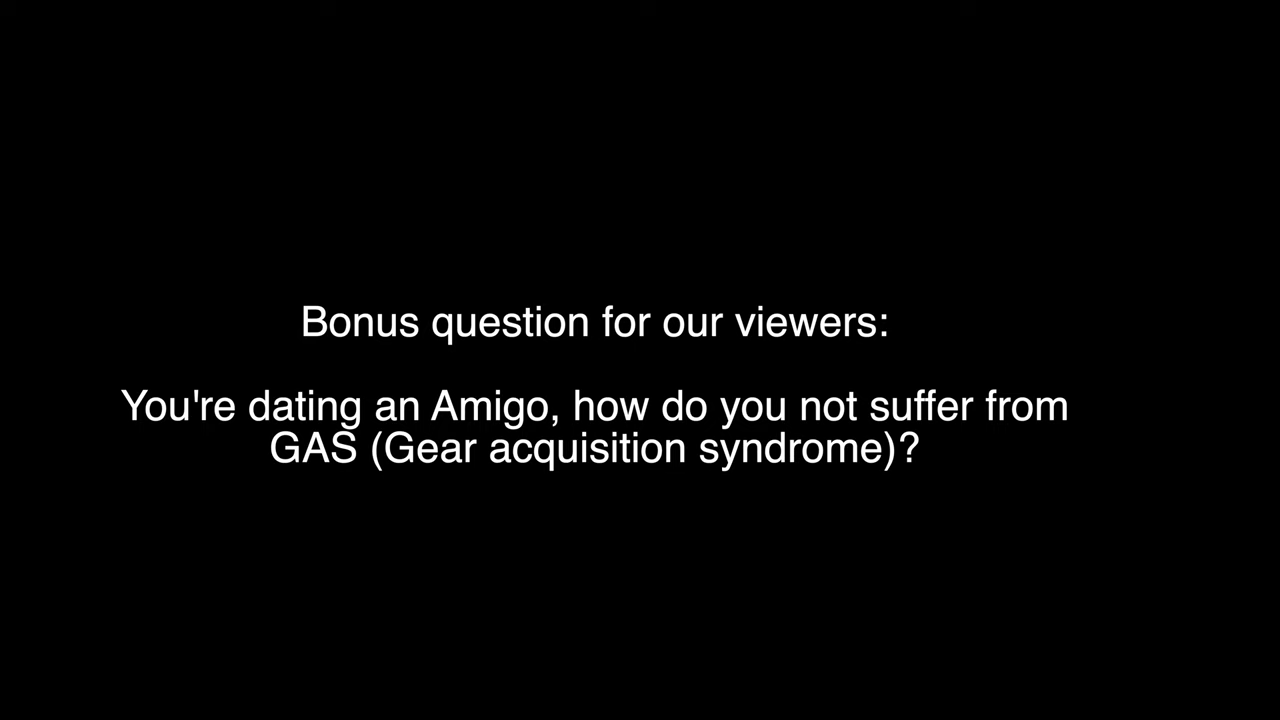 Bonus question for our viewers:
You're dating an Amigo, how do you not suffer from
GAS (Gear acquisition syndrome)?